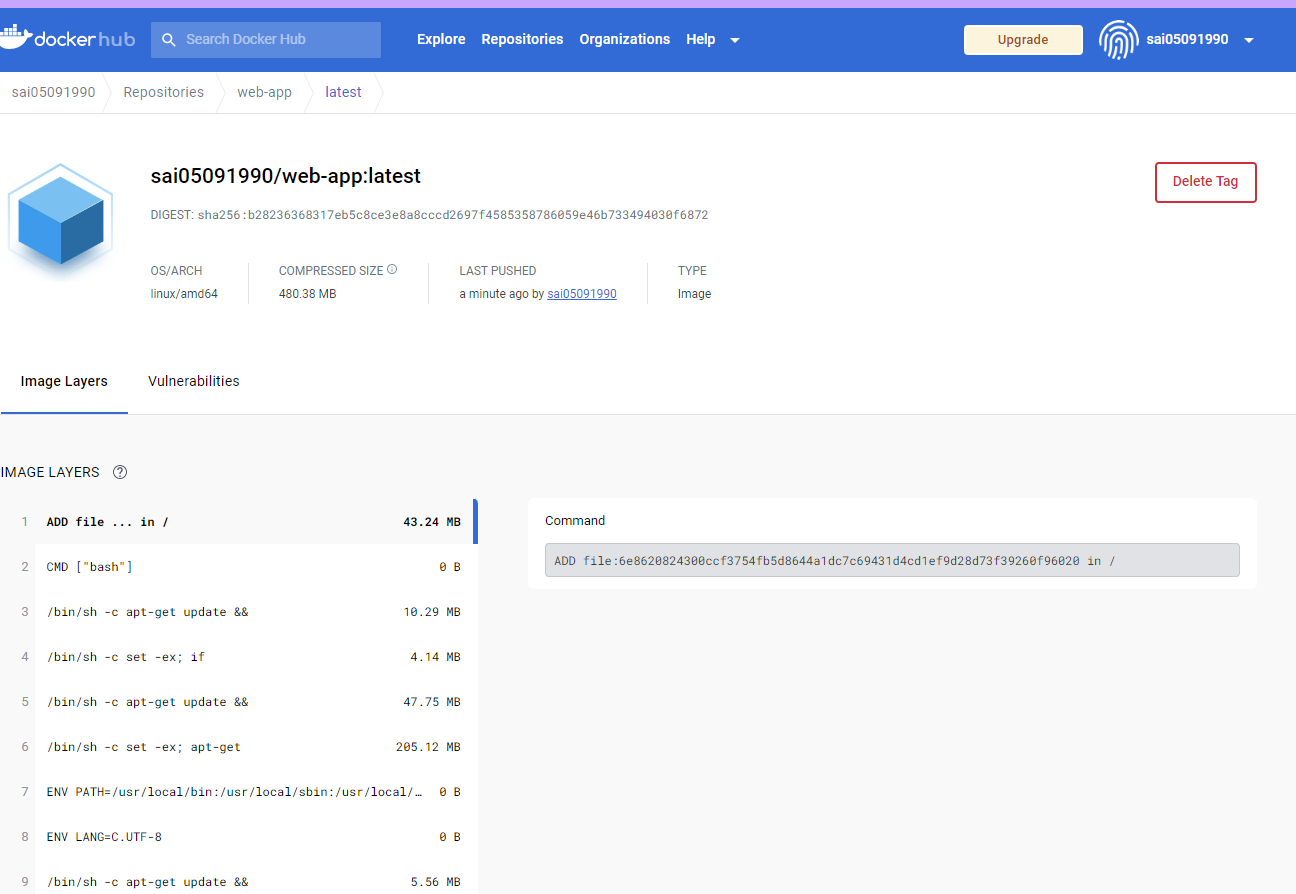 docker hub Search Docker Hub Explore Repositories Organizations Help Upgrade sai05091990
sai05091990 Repositories web-app latest
sai05091990/web-app:latest
Delete Tag
DIGEST: sha256:b28236368317eb5c8ce3e8a8cccd2697f4585358786059e46b733494030f6872
OS/ARCH COMPRESSED SIZE LAST PUSHED TYPE
linux/amd64 480.38 MB a minute ago by sai05091990 Image
Image Layers Vulnerabilities
IMAGE LAYERS ?
1 ADD file ... in / 43.24 MB
2 CMD ["bash"] 0 B
3 /bin/sh -c apt-get update && 10.29 MB
4 /bin/sh -c set -ex; if 4.14 MB
5 /bin/sh -c apt-get update && 47.75 MB
6 /bin/sh -c set -ex; apt-get 205.12 MB
7 ENV PATH=/usr/local/bin:/usr/local/sbin:/usr/local/… 0 B
8 ENV LANG=C.UTF-8 0 B
9 /bin/sh -c apt-get update && 5.56 MB
Command
ADD file:6e8620824300ccf3754fb5d8644a1dc7c69431d4cd1ef9d28d73f39260f96020 in /